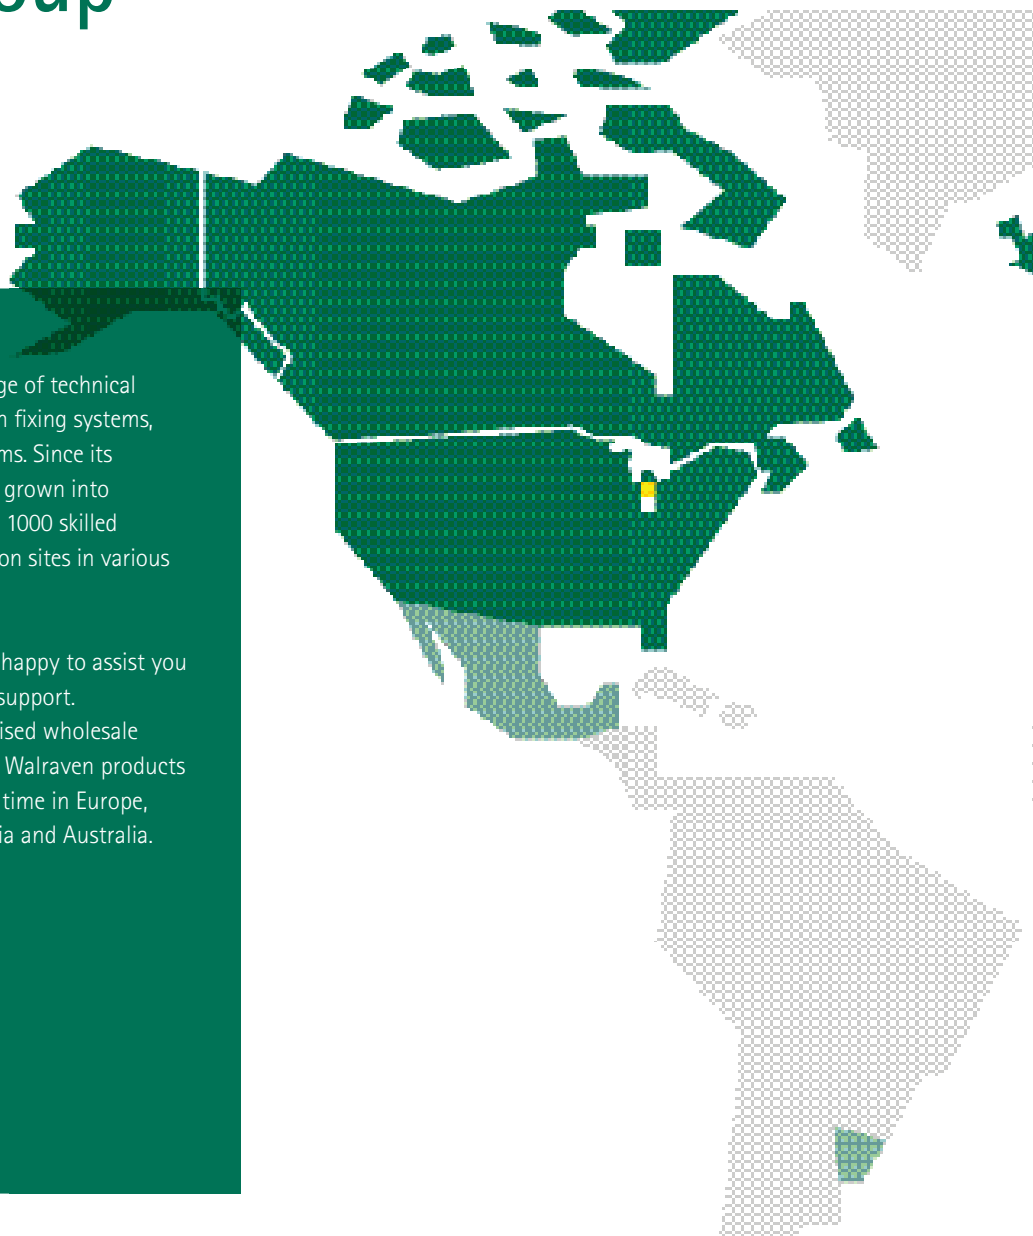 oup
ge of technical
n fixing systems,
ms. Since its
grown into
1000 skilled
on sites in various
happy to assist you
support.
ised wholesale
Walraven products
time in Europe,
ia and Australia.